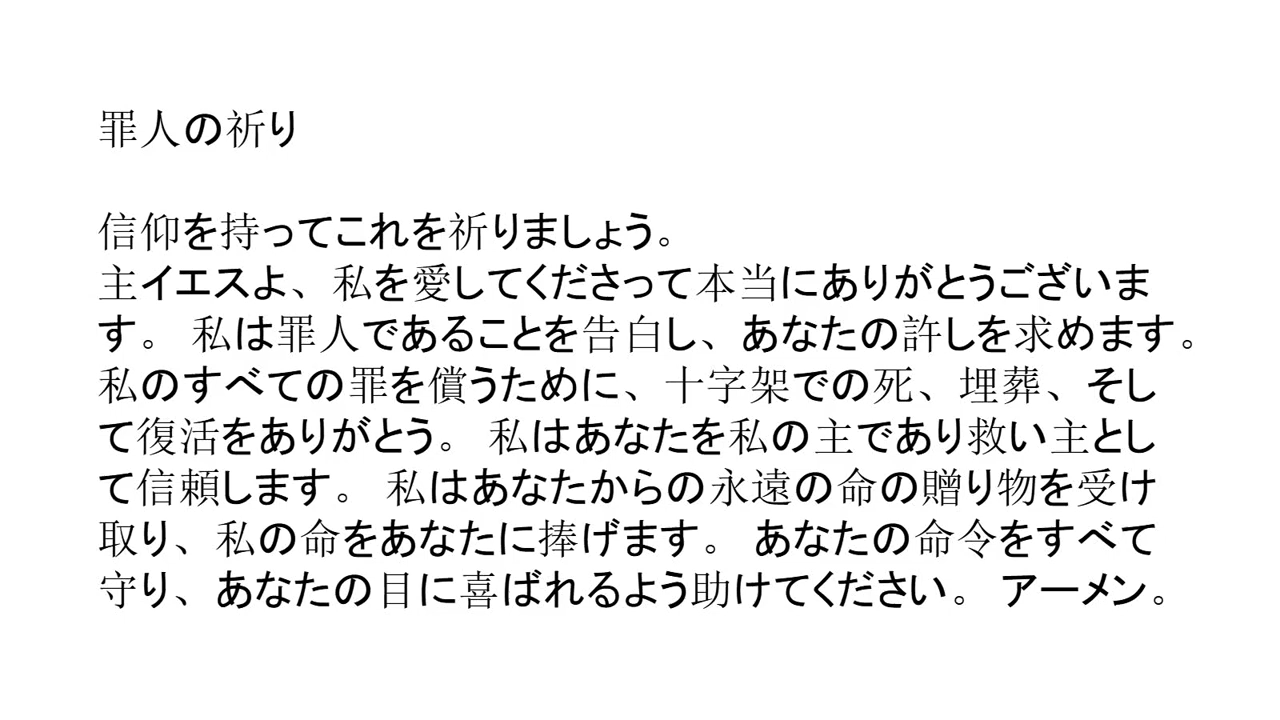 罪人の祈り
信仰を持ってこれを祈りましょう。
主イエスよ、私を愛してくださって本当にありがとうございま
す。 私は罪人であることを告白し、あなたの許しを求めます。
私のすべての罪を償うために、十字架での死、埋葬、そし
て復活をありがとう。 私はあなたを私の主であり救い主とし
て信頼します。 私はあなたからの永遠の命の贈り物を受け
取り、私の命をあなたに捧げます。 あなたの命令をすべて
守り、あなたの目に喜ばれるよう助けてください。 アーメン。